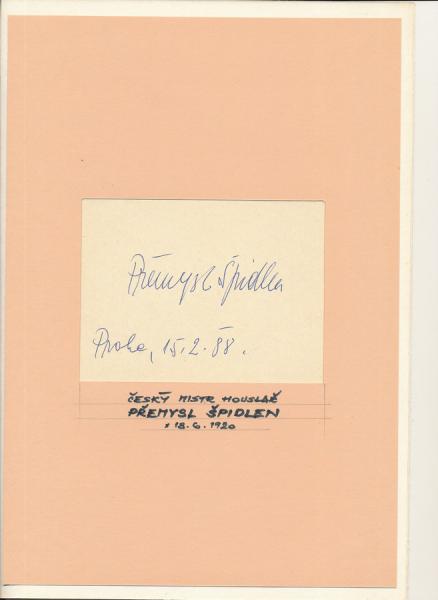 Přemysl Špidlen
Praha, 15.2.88.
ČESKÝ MISTR HOUSLAŘ
PŘEMYSL ŠPIDLEN
* 18.6.1920